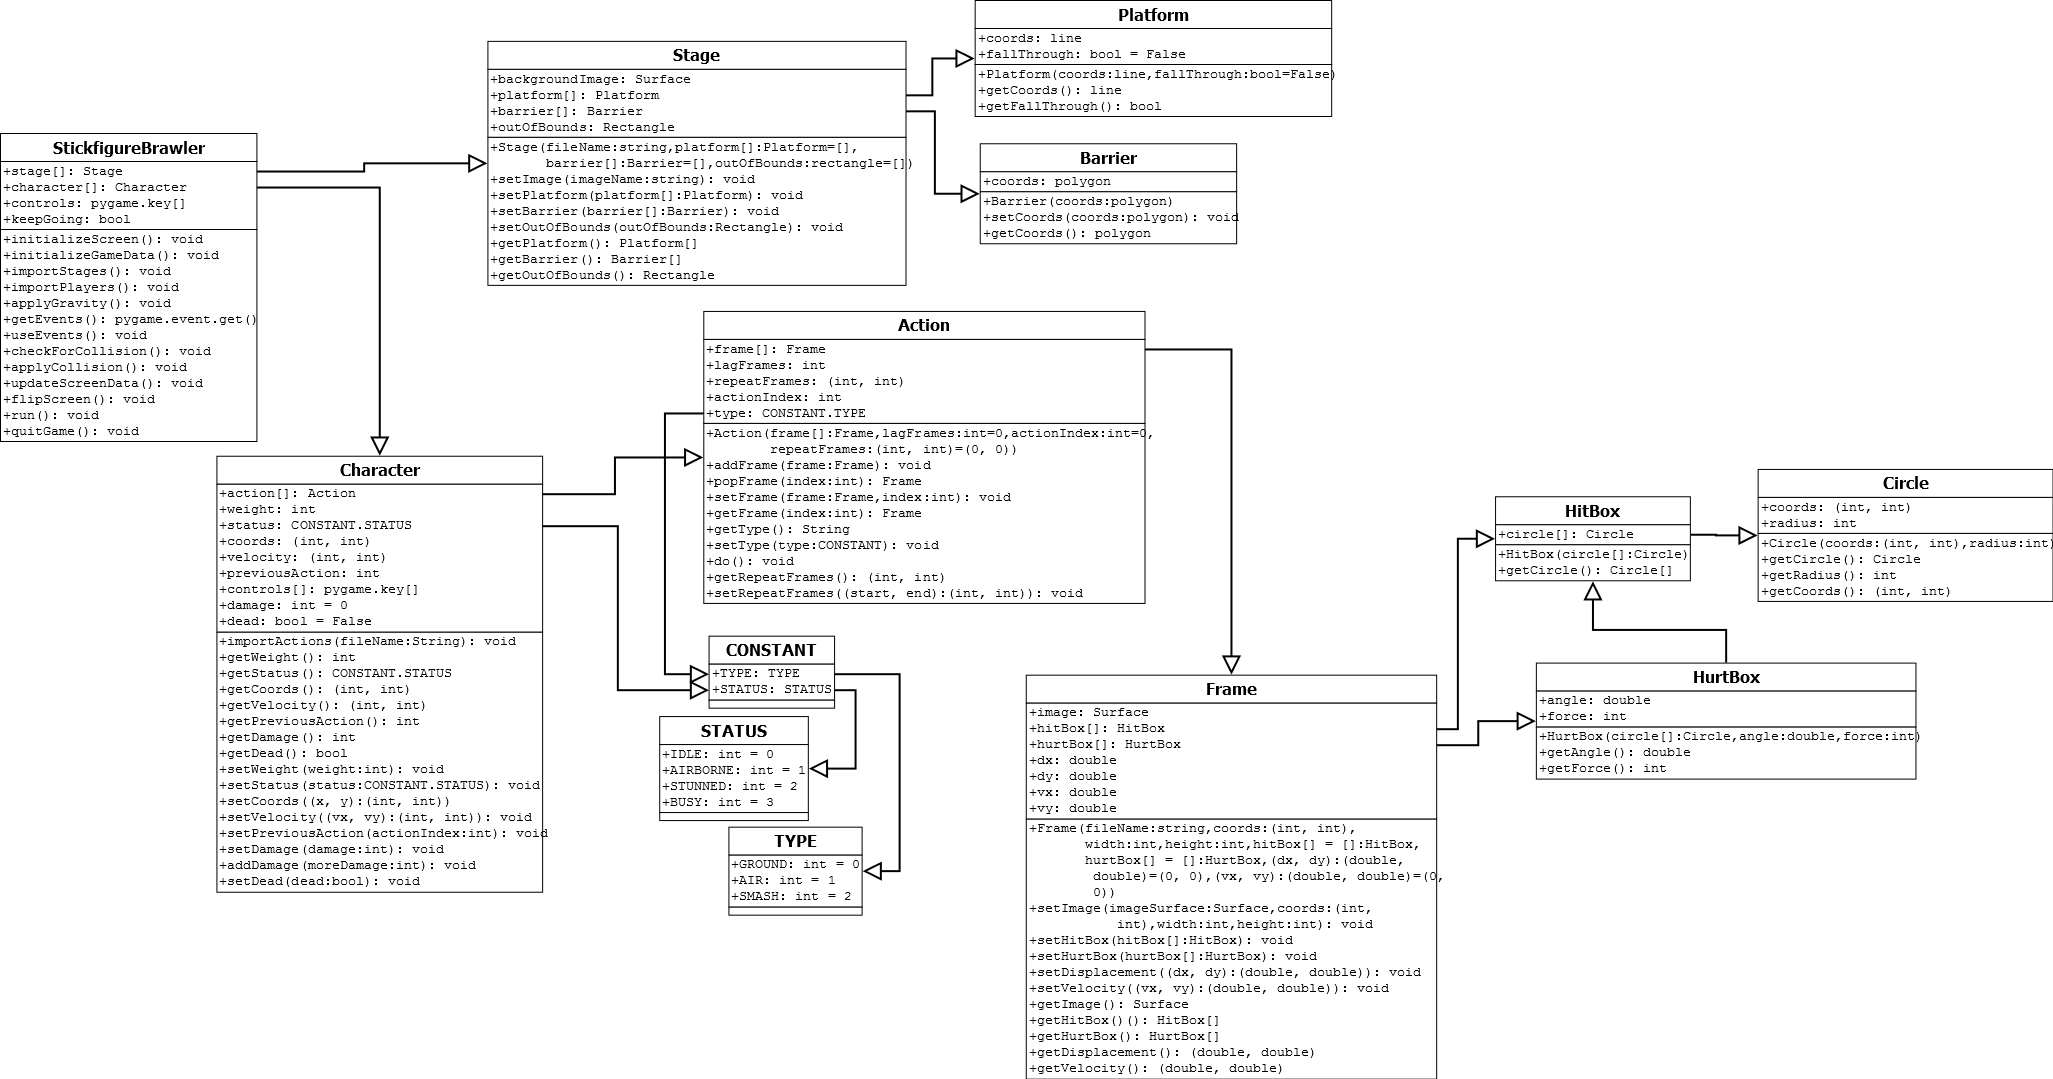 StickfigureBrawler
+stage[]: Stage
+character[]: Character
+controls: pygame.key[]
+keepGoing: bool
+initializeScreen(): void
+initializeGameData(): void
+importStages(): void
+importPlayers(): void
+applyGravity(): void
+getEvents(): pygame.event.get()
+useEvents(): void
+checkForCollision(): void
+applyCollision(): void
+updateScreenData(): void
+flipScreen(): void
+run(): void
+quitGame(): void
Stage
+backgroundImage: Surface
+platform[]: Platform
+barrier[]: Barrier
+outOfBounds: Rectangle
+Stage(fileName:string,platform[]:Platform=[],
barrier[]:Barrier=[],outOfBounds:rectangle=[])
+setImage(imageName:string): void
+setPlatform(platform[]:Platform): void
+setBarrier(barrier[]:Barrier): void
+setOutOfBounds(outOfBounds:Rectangle): void
+getPlatform(): Platform[]
+getBarrier(): Barrier[]
+getOutOfBounds(): Rectangle
Platform
+coords: line
+fallThrough: bool = False
+Platform(coords:line,fallThrough:bool=False)
+getCoords(): line
+getFallThrough(): bool
Barrier
+coords: polygon
+Barrier(coords:polygon)
+setCoords(coords:polygon): void
+getCoords(): polygon
Character
+action[]: Action
+weight: int
+status: CONSTANT.STATUS
+coords: (int, int)
+velocity: (int, int)
+previousAction: int
+controls[]: pygame.key[]
+damage: int = 0
+dead: bool = False
+importActions(fileName:String): void
+getWeight(): int
+getStatus(): CONSTANT.STATUS
+getCoords(): (int, int)
+getVelocity(): (int, int)
+getPreviousAction(): int
+getDamage(): int
+getDead(): bool
+setWeight(weight:int): void
+setStatus(status:CONSTANT.STATUS): void
+setCoords((x, y):(int, int))
+setVelocity((vx, vy):(int, int)): void
+setPreviousAction(actionIndex:int): void
+setDamage(damage:int): void
+addDamage(moreDamage:int): void
+setDead(dead:bool): void
Action
+frame[]: Frame
+lagFrames: int
+repeatFrames: (int, int)
+actionIndex: int
+type: CONSTANT.TYPE
+Action(frame[]:Frame,lagFrames:int=0,actionIndex:int=0,
repeatFrames:(int, int)=(0, 0))
+addFrame(frame:Frame): void
+popFrame(index:int): Frame
+setFrame(frame:Frame,index:int): void
+getFrame(index:int): Frame
+getType(): String
+setType(type:CONSTANT): void
+do(): void
+getRepeatFrames(): (int, int)
+setRepeatFrames((start, end):(int, int)): void
CONSTANT
+TYPE: TYPE
+STATUS: STATUS
STATUS
+IDLE: int = 0
+AIRBORNE: int = 1
+STUNNED: int = 2
+BUSY: int = 3
TYPE
+GROUND: int = 0
+AIR: int = 1
+SMASH: int = 2
Frame
+image: Surface
+hitBox[]: HitBox
+hurtBox[]: HurtBox
+dx: double
+dy: double
+vx: double
+vy: double
+Frame(fileName:string,coords:(int, int),
width:int,height:int,hitBox[] = []:HitBox,
hurtBox[] = []:HurtBox,(dx, dy):(double,
double)=(0, 0),(vx, vy):(double, double)=(0,
0))
+setImage(imageSurface:Surface,coords:(int,
int),width:int,height:int): void
+setHitBox(hitBox[]:HitBox): void
+setHurtBox(hurtBox[]:HurtBox): void
+setDisplacement((dx, dy):(double, double)): void
+setVelocity((vx, vy):(double, double)): void
+getImage(): Surface
+getHitBox()(): HitBox[]
+getHurtBox(): HurtBox[]
+getDisplacement(): (double, double)
+getVelocity(): (double, double)
HitBox
+circle[]: Circle
+HitBox(circle[]:Circle)
+getCircle(): Circle[]
Circle
+coords: (int, int)
+radius: int
+Circle(coords:(int, int),radius:int)
+getCircle(): Circle
+getRadius(): int
+getCoords(): (int, int)
HurtBox
+angle: double
+force: int
+HurtBox(circle[]:Circle,angle:double,force:int)
+getAngle(): double
+getForce(): int